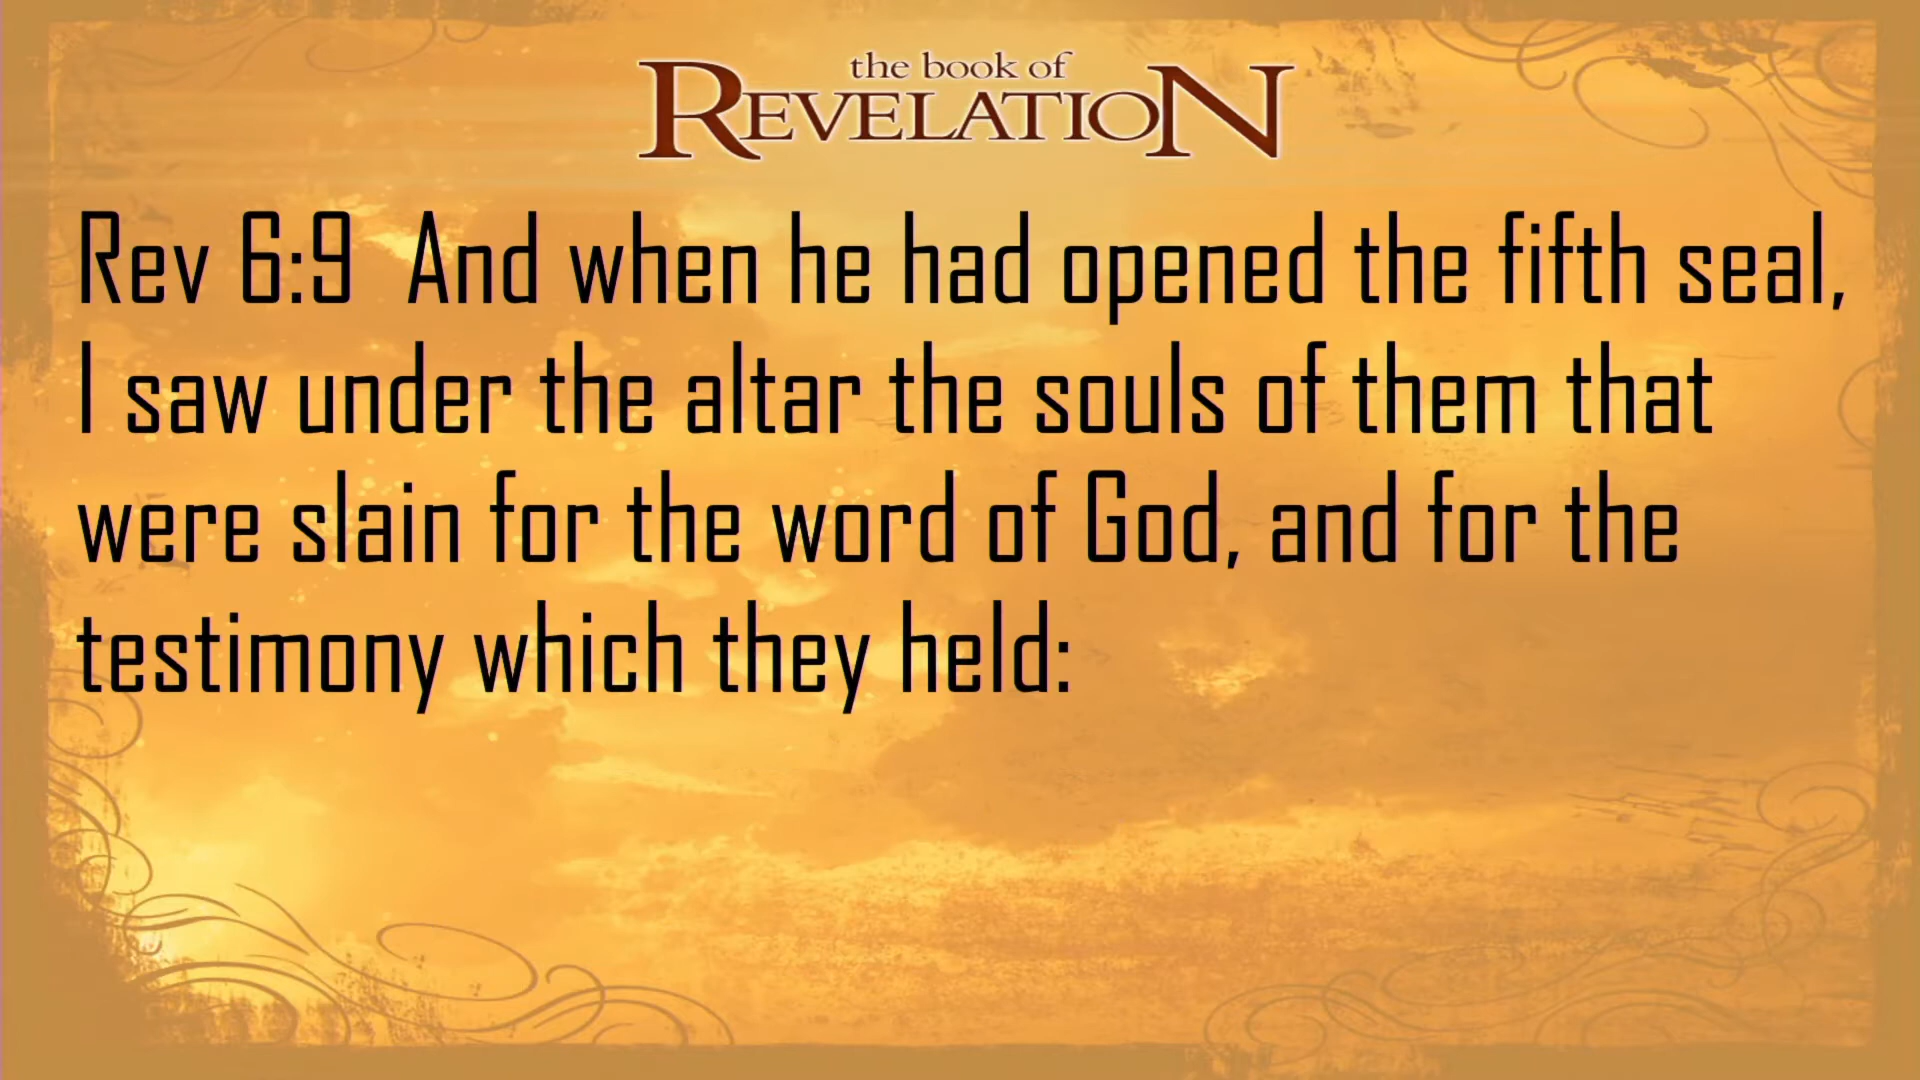 the book of
REVELATION
Rev 6:9  And when he had opened the fifth seal,
I saw under the altar the souls of them that
were slain for the word of God, and for the
testimony which they held: